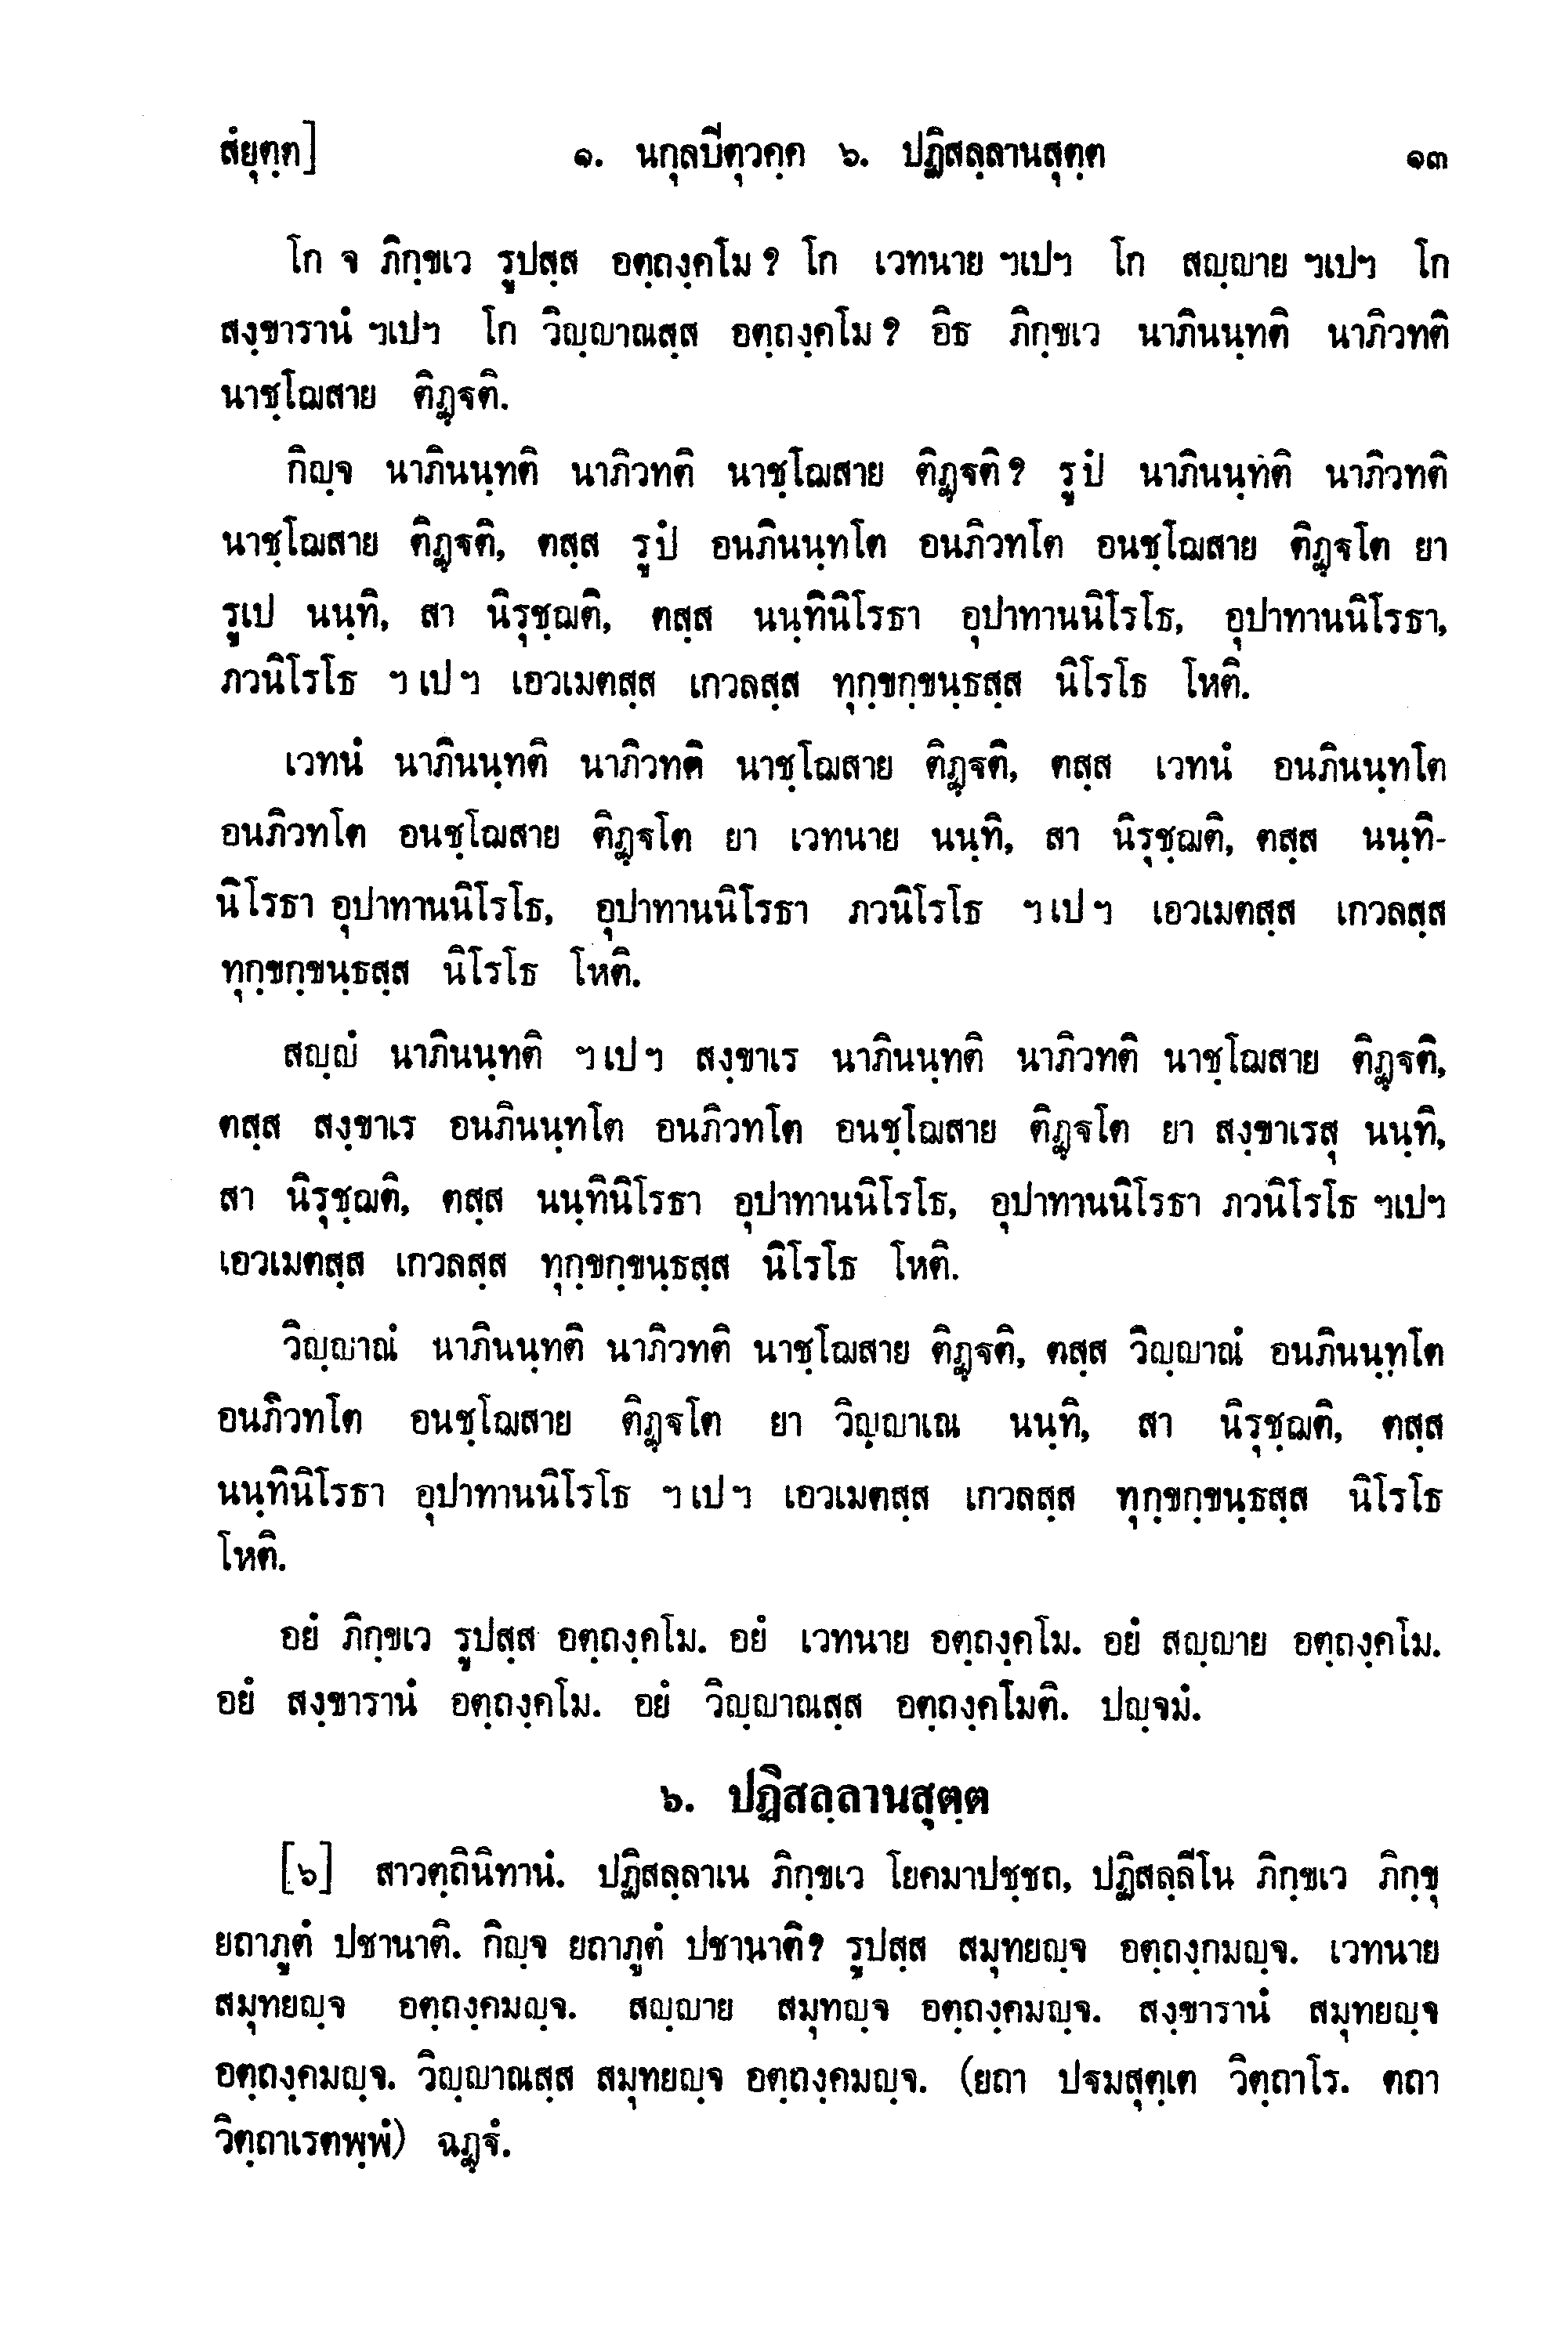 สํยุตฺต] ๑. นกุลปีตุวคฺค ๖. ปฏิสลฺลานสุตฺต ๑๓
โก จ ภิกฺขเว รูปสฺส อตฺถงฺคโม ? โก เวทนาย ฯเปฯ โก สญฺญาย ฯเปฯ โก
สงฺขารานํ ฯเปฯ โก วิญฺญาณสฺส อตฺถงฺคโม ? อิธ ภิกฺขเว นาภินนฺทติ นาภิวทติ
นาชฺโฌสาย ติฏฺฐติ.
กิญฺจ นาภินนฺทติ นาภิวทติ นาชฺโฌสาย ติฏฺฐติ ? รูปํ นาภินนฺทติ นาภิวทติ
นาชฺโฌสาย ติฏฺฐติ, ตสฺส รูปํ อนภินนฺทโต อนภิวทโต อนชฺโฌสาย ติฏฺฐโต ยา
รูเป นนฺทิ, สา นิรุชฺฌติ, ตสฺส นนฺทินิโรธา อุปาทานนิโรโธ, อุปาทานนิโรธา,
ภวนิโรโธ ฯ เป ฯ เอวเมตสฺส เกวลสฺส ทุกฺขกฺขนฺธสฺส นิโรโธ โหติ.
เวทนํ นาภินนฺทติ นาภิวทติ นาชฺโฌสาย ติฏฺฐติ, ตสฺส เวทนํ อนภินนฺทโต
อนภิวทโต อนชฺโฌสาย ติฏฺฐโต ยา เวทนาย นนฺทิ, สา นิรุชฺฌติ, ตสฺส นนฺทิ-
นิโรธา อุปาทานนิโรโธ, อุปาทานนิโรธา ภวนิโรโธ ฯ เป ฯ เอวเมตสฺส เกวลสฺส
ทุกฺขกฺขนฺธสฺส นิโรโธ โหติ.
สญฺญํ นาภินนฺทติ ฯ เป ฯ สงฺขาเร นาภินนฺทติ นาภิวทติ นาชฺโฌสาย ติฏฺฐติ,
ตสฺส สงฺขาเร อนภินนฺทโต อนภิวทโต อนชฺโฌสาย ติฏฺฐโต ยา สงฺขาเรสุ นนฺทิ,
สา นิรุชฺฌติ, ตสฺส นนฺทินิโรธา อุปาทานนิโรโธ, อุปาทานนิโรธา ภวนิโรโธ ฯเปฯ
เอวเมตสฺส เกวลสฺส ทุกฺขกฺขนฺธสฺส นิโรโธ โหติ.
วิญฺญาณํ นาภินนฺทติ นาภิวทติ นาชฺโฌสาย ติฏฺฐติ, ตสฺส วิญฺญาณํ อนภินนฺทฺโต
อนภิวทโต อนชฺโฌสาย ติฏฺฐโต ยา วิญฺญาเณ นนฺทิ, สา นิรุชฺฌติ, ตสฺส
นนฺทินิโรธา อุปาทานนิโรโธ ฯ เป ฯ เอวเมตสฺส เกวลสฺส ทุกฺขกฺขนฺธสฺส นิโรโธ
โหติ.
อยํ ภิกฺขเว รูปสฺส อตฺถงฺคโม. อยํ เวทนาย อตฺถงฺคโม. อยํ สญฺญาย อตฺถงฺคโม.
อยํ สงฺขารานํ อตฺถงฺคโม. อยํ วิญฺญาณสฺส อตฺถงฺคโมติ. ปญฺจมํ.
๖. ปฏิสลฺลานสุตฺต
[๖] สาวตฺถินิทานํ. ปฏิสลฺลาเน ภิกฺขเว โยคมาปชฺชถ, ปฏิสลฺลีโน ภิกฺขเว ภิกฺขุ
ยถาภูตํ ปชานาติ. กิญฺจ ยถาภูตํ ปชานาติ? รูปสฺส สมุทยญฺจ อตฺถงฺกมญฺจ. เวทนาย
สมุทยญฺจ อตฺถงฺคมญฺจ. สญฺญาย สมุทญฺจ อตฺถงฺคมญฺจ. สงฺขารานํ สมุทยญฺจ
อตฺถงฺคมญฺจ. วิญฺญาณสฺส สมุทยญฺจ อตฺถงฺคมญฺจ. (ยถา ปฐมสุตฺเต วิตฺถาโร. ตถา
วิตฺถาเรตพฺพํ) ฉฏฺฐํ.